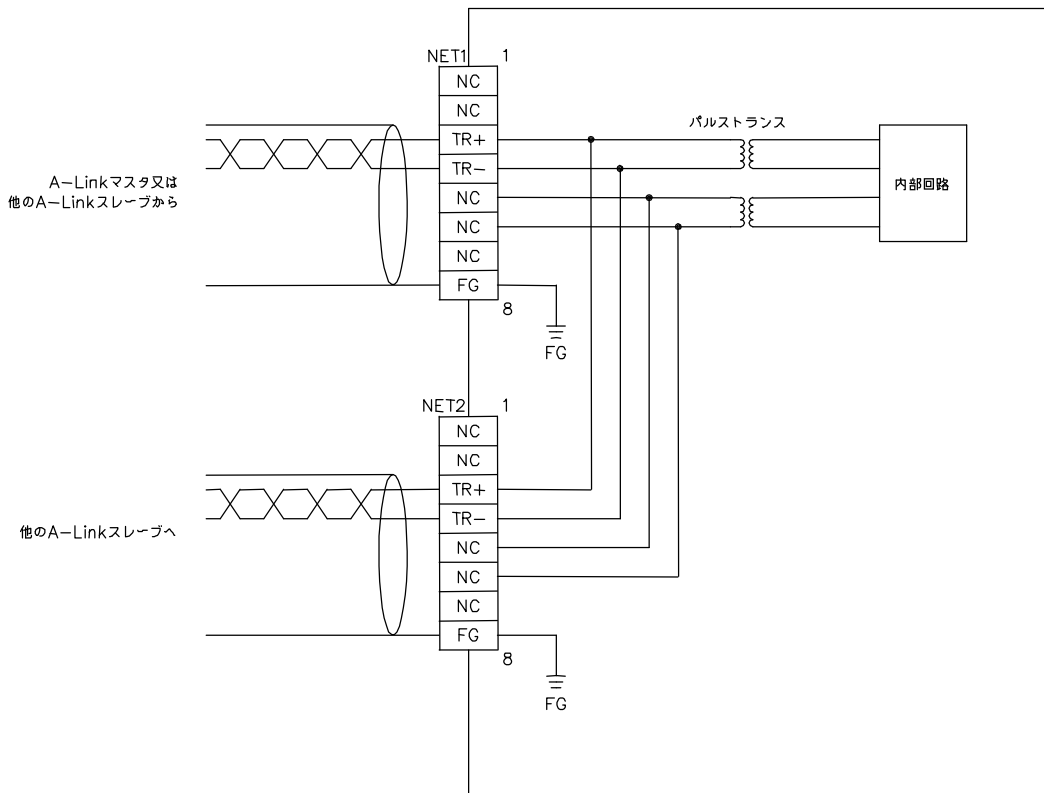 NET1
1
NC
NC
TR+
TR-
NC
NC
NC
FG
8
FG
A-Linkマスタ又は
他のA-Linkスレーブから
パルストランス
内部回路
NET2
1
NC
NC
TR+
TR-
NC
NC
NC
FG
8
FG
他のA-Linkスレーブへ